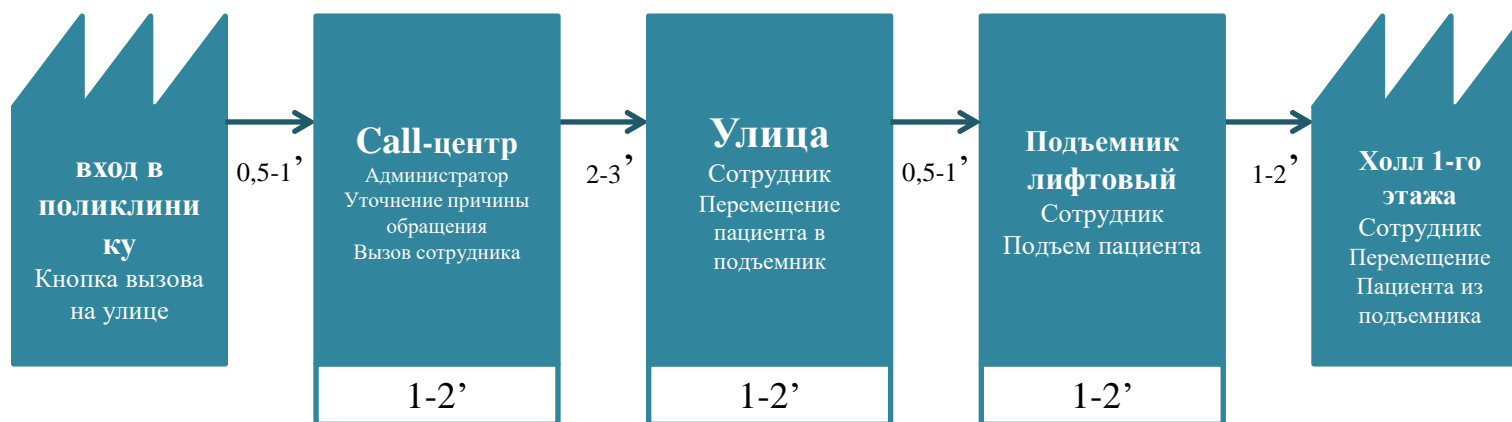 вход в
поликлини
ку
Кнопка вызова
на улице
0,5-1’
Call-центр
Администратор
Уточнение причины
обращения
Вызов сотрудника
1-2’
2-3’
Улица
Сотрудник
Перемещение
пациента в
подъемник
1-2’
0,5-1’
Подъемник
лифтовый
Сотрудник
Подъем пациента
1-2’
1-2’
Холл 1-го
этажа
Сотрудник
Перемещение
Пациента из
подъемника